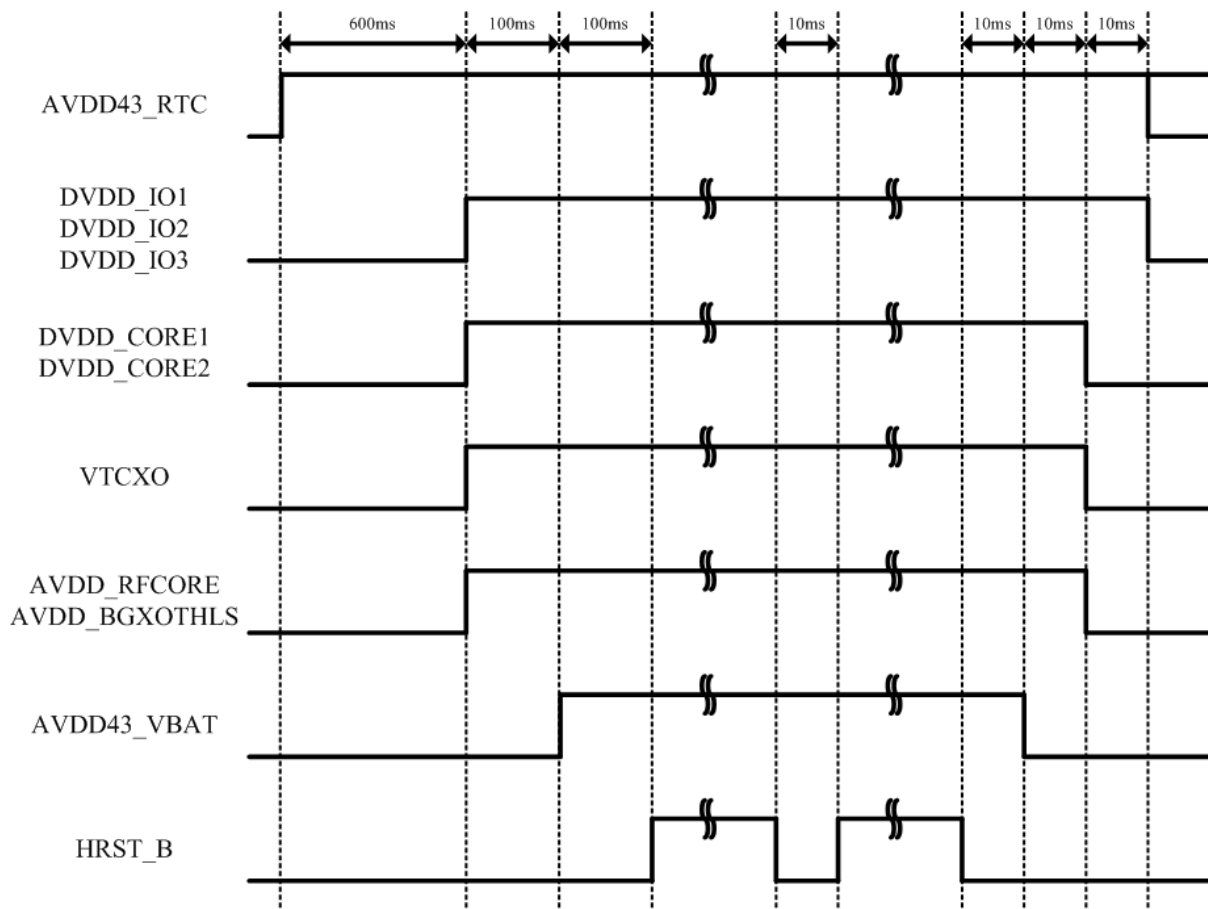 600ms
100ms
100ms
10ms
10ms
10ms
10ms
AVDD43_RTC
DVDD_IO1
DVDD_IO2
DVDD_IO3
DVDD_CORE1
DVDD_CORE2
VTCXO
AVDD_RFCORE
AVDD_BGXOTHLS
AVDD43_VBAT
HRST_B